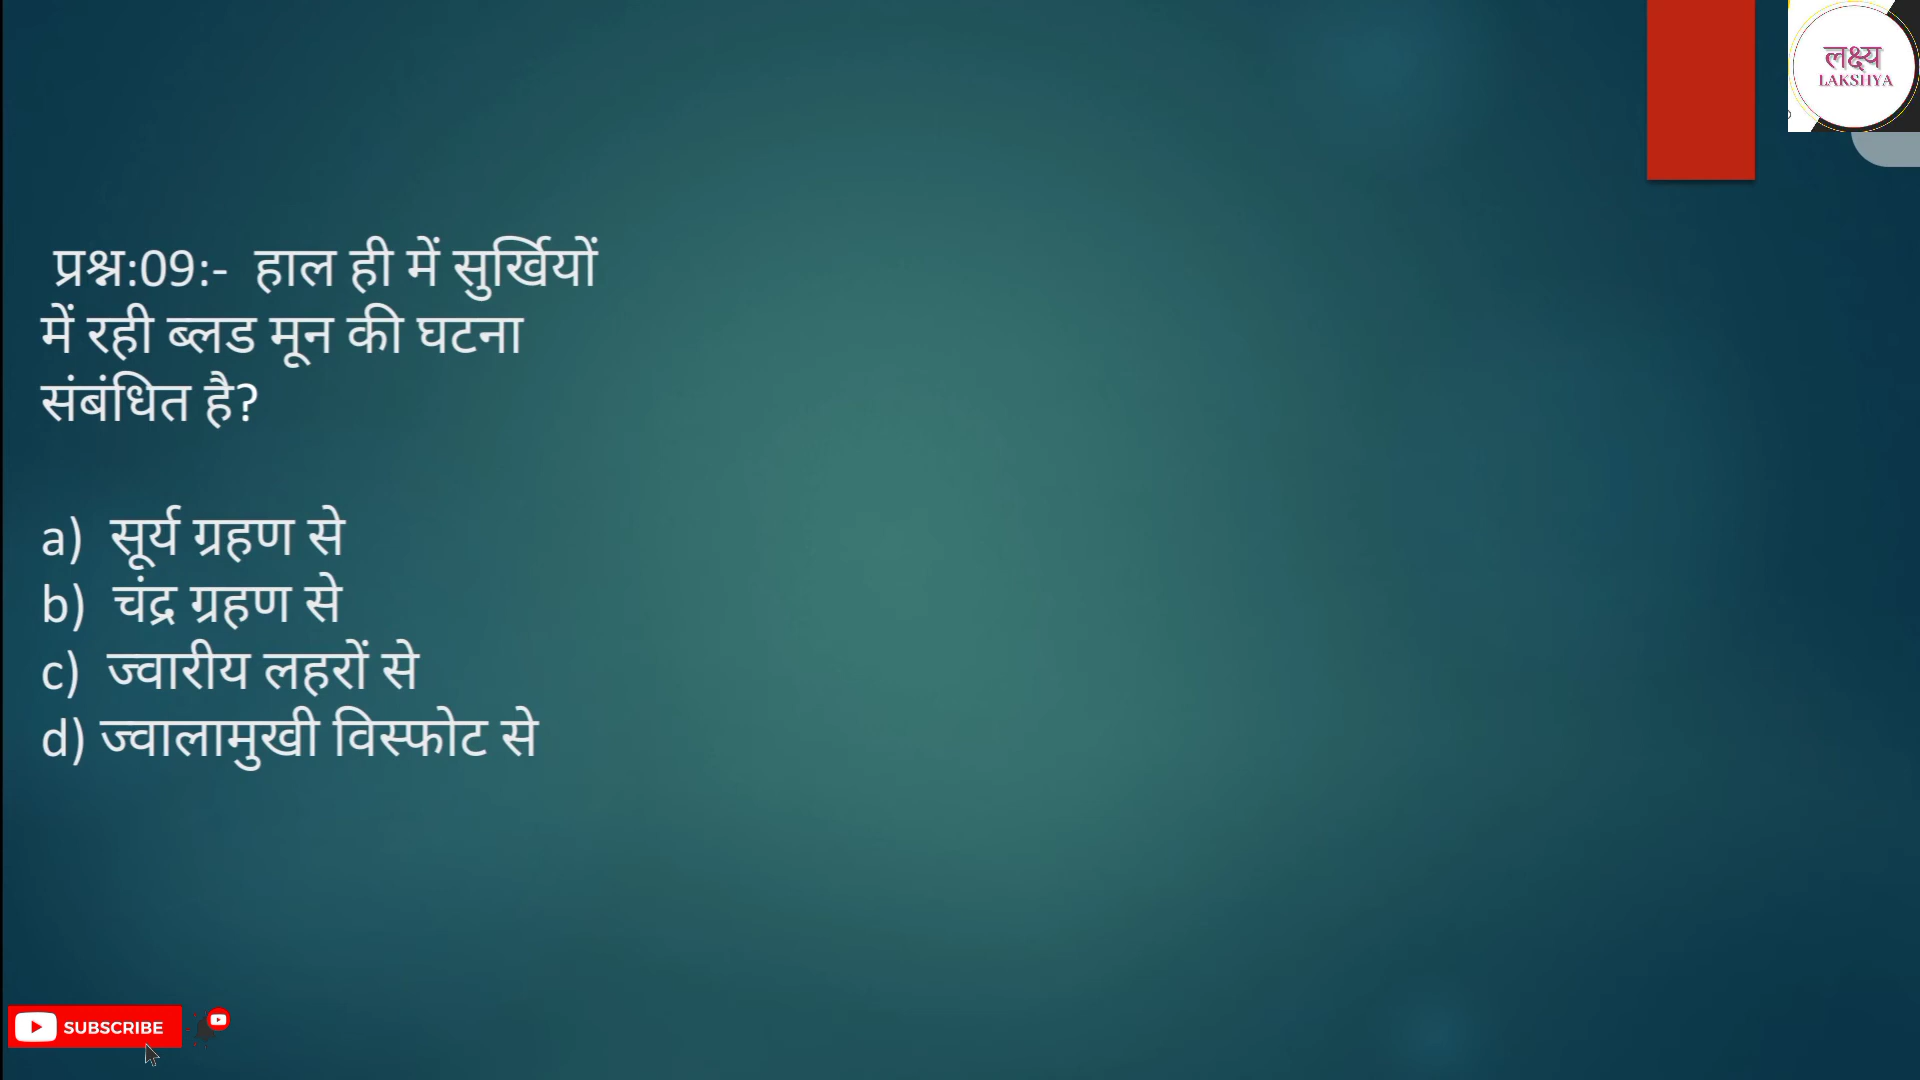 लक्ष्य
LAKSHYA
प्रश्न:09:- हाल ही में सुर्खियों
में रही ब्लड मून की घटना
संबंधित है?
a) सूर्य ग्रहण से
b) चंद्र ग्रहण से
c) ज्वारीय लहरों से
d) ज्वालामुखी विस्फोट से
SUBSCRIBE